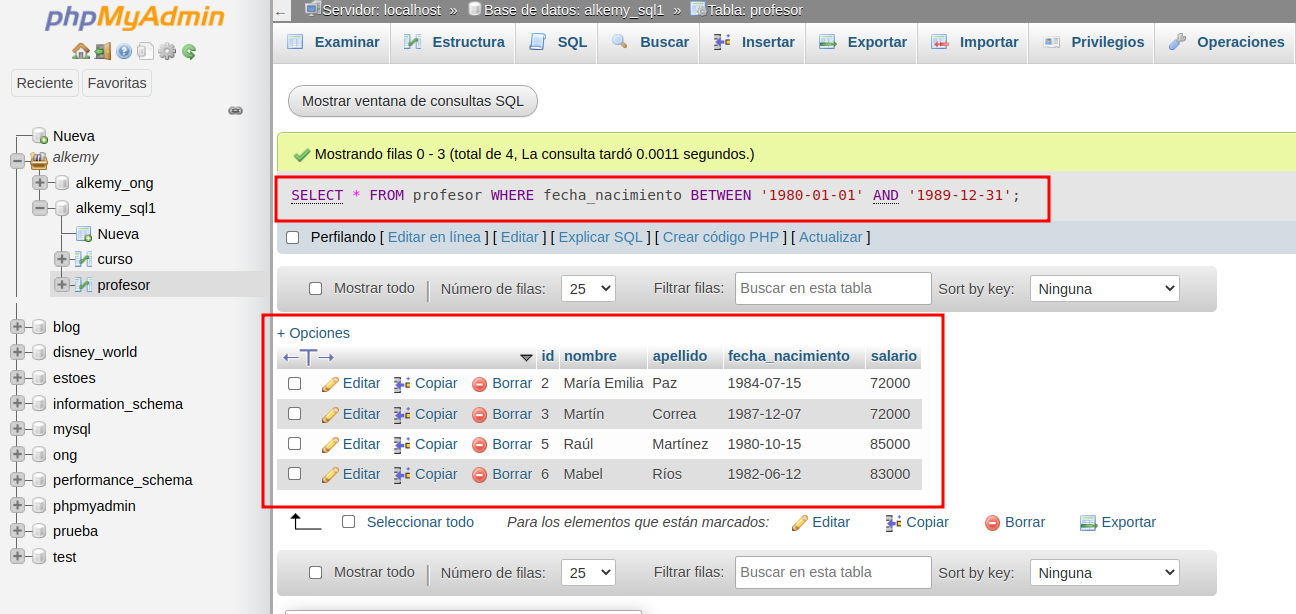 phpMyAdmin
Reciente Favoritas
Nueva
alkemy
alkemy_ong
alkemy_sql1
Nueva
curso
profesor
blog
disney_world
estoes
information_schema
mysql
ong
performance_schema
phpmyadmin
prueba
test
Servidor: localhost » Base de datos: alkemy_sql1 » Tabla: profesor
Examinar Estructura SQL Buscar Insertar Exportar Importar Privilegios Operaciones
Mostrar ventana de consultas SQL
Mostrando filas 0 - 3 (total de 4, La consulta tardó 0.0011 segundos.)
SELECT * FROM profesor WHERE fecha_nacimiento BETWEEN '1980-01-01' AND '1989-12-31';
Perfilando [ Editar en línea ] [ Editar ] [ Explicar SQL ] [ Crear código PHP ] [ Actualizar ]
Mostrar todo | Número de filas: 25 Filtrar filas: Buscar en esta tabla Sort by key: Ninguna
+ Opciones
←T→ id nombre apellido fecha_nacimiento salario
Editar Copiar Borrar 2 María Emilia Paz 1984-07-15 72000
Editar Copiar Borrar 3 Martín Correa 1987-12-07 72000
Editar Copiar Borrar 5 Raúl Martínez 1980-10-15 85000
Editar Copiar Borrar 6 Mabel Ríos 1982-06-12 83000
Seleccionar todo Para los elementos que están marcados: Editar Copiar Borrar Exportar
Mostrar todo | Número de filas: 25 Filtrar filas: Buscar en esta tabla Sort by key: Ninguna